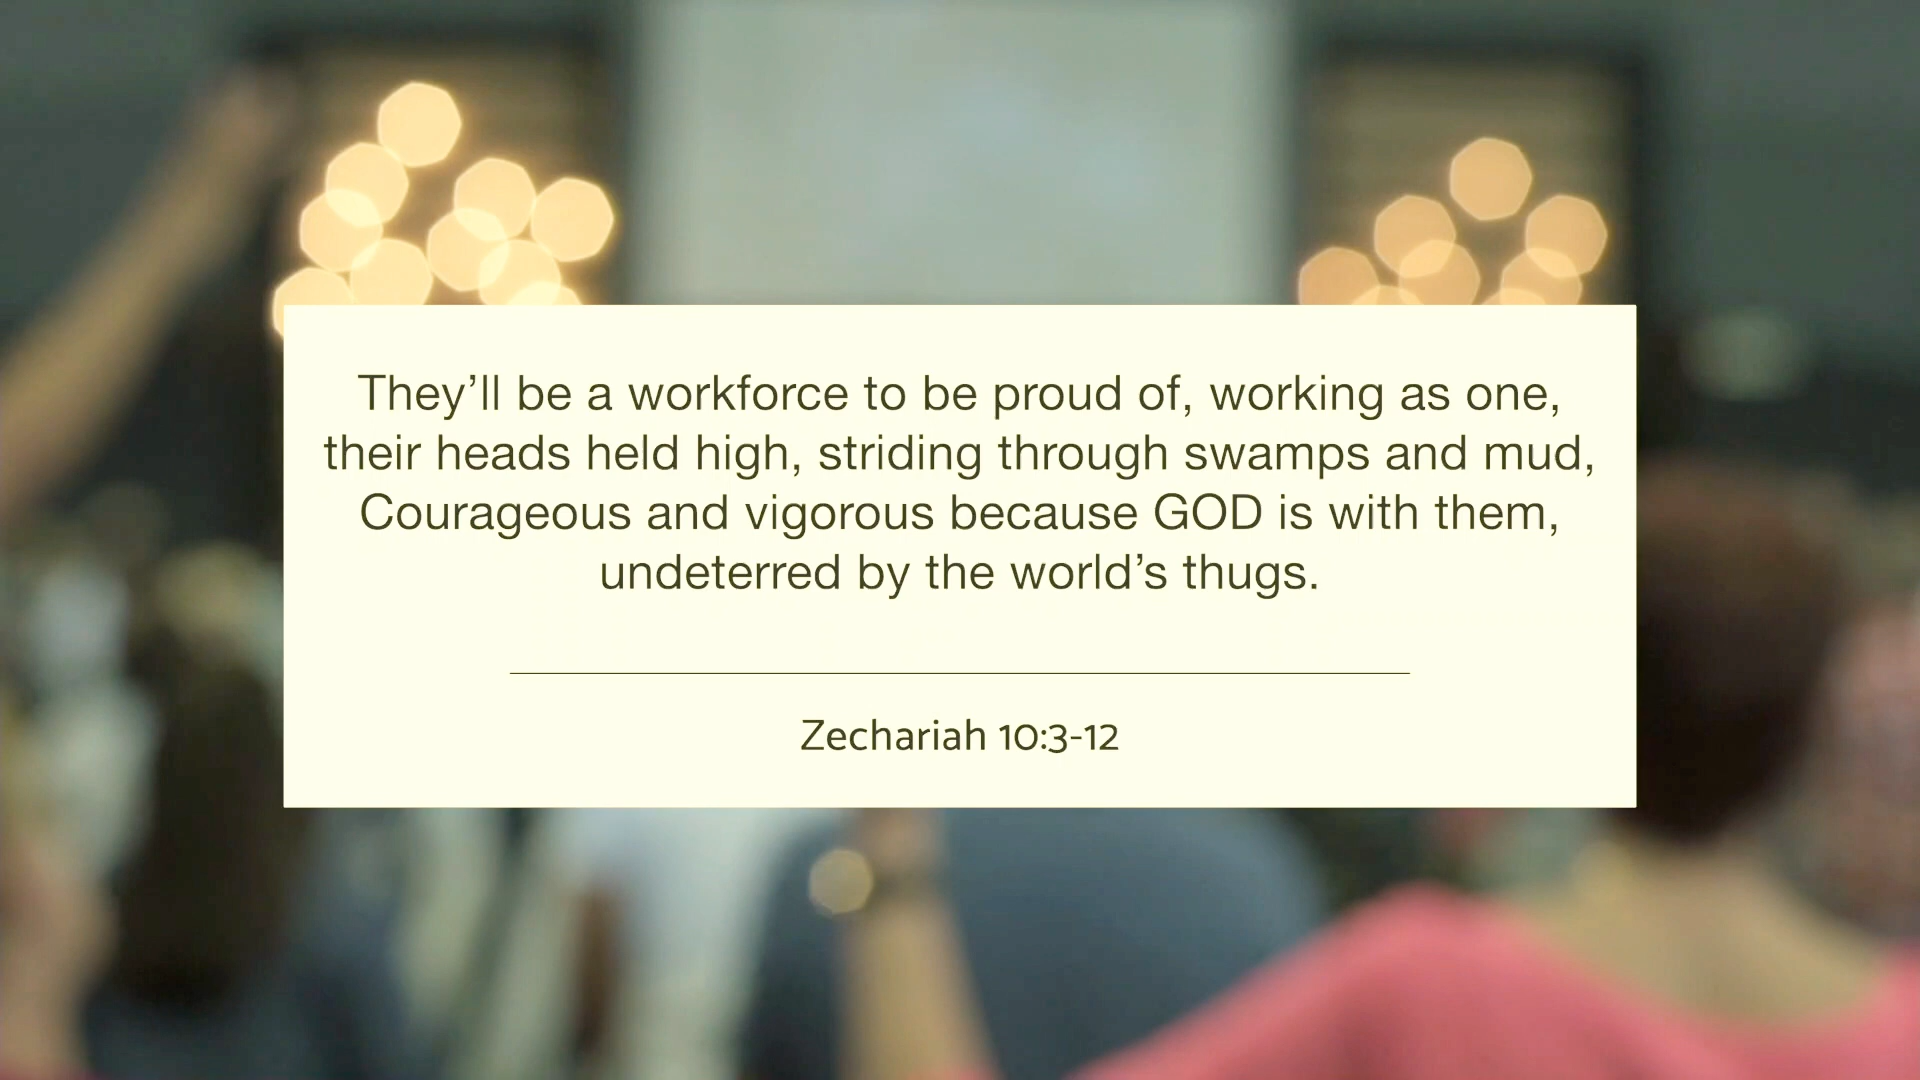 They’ll be a workforce to be proud of, working as one,
their heads held high, striding through swamps and mud,
Courageous and vigorous because GOD is with them,
undeterred by the world’s thugs.
Zechariah 10:3-12